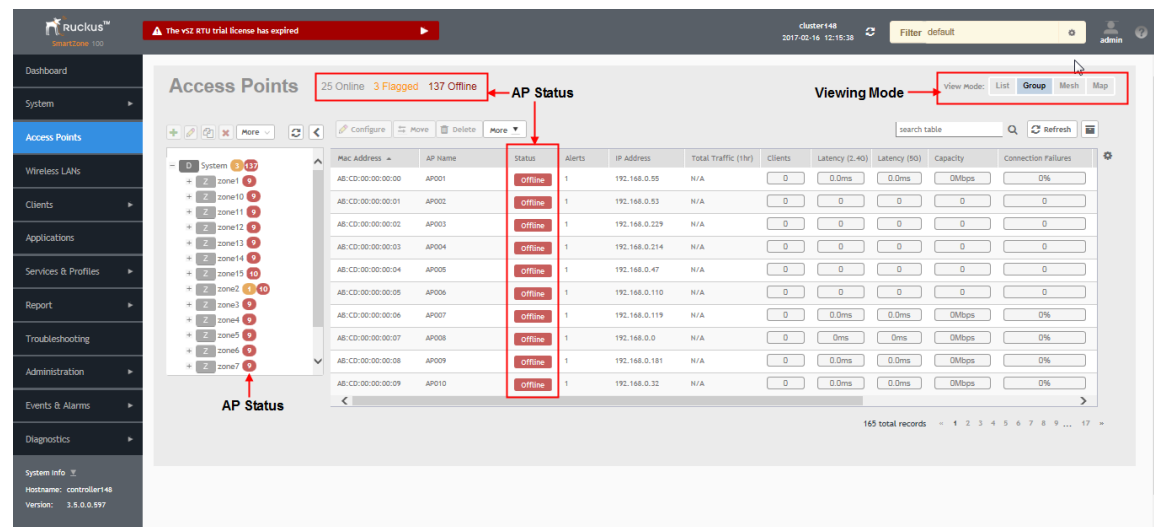 Ruckus™
SmartZone 100
The vSZ RTU trial license has expired
cluster148
2017-02-16 12:15:38
Filter default
admin
Dashboard
System
Access Points
Wireless LANs
Clients
Applications
Services & Profiles
Report
Troubleshooting
Administration
Events & Alarms
Diagnostics
System Info
Hostname: controller148
Version: 3.5.0.0.597
Access Points
25 Online 3 Flagged 137 Offline
AP Status
Viewing Mode
View Mode: List Group Mesh Map
More
Configure Move Delete More
search table Refresh
D System 3 137
Z zone1 9
Z zone10 9
Z zone11 9
Z zone12 9
Z zone13 9
Z zone14 9
Z zone15 10
Z zone2 1 10
Z zone3 9
Z zone4 9
Z zone5 9
Z zone6 9
Z zone7 9
AP Status
Mac Address AP Name Status Alerts IP Address Total Traffic (1hr) Clients Latency (2.4G) Latency (5G) Capacity Connection Failures
AB:CD:00:00:00:00 AP001 Offline 1 192.168.0.55 N/A 0 0.0ms 0.0ms 0Mbps 0%
AB:CD:00:00:00:01 AP002 Offline 1 192.168.0.53 N/A 0 0 0 0 0
AB:CD:00:00:00:02 AP003 Offline 1 192.168.0.229 N/A 0 0 0 0 0
AB:CD:00:00:00:03 AP004 Offline 1 192.168.0.214 N/A 0 0 0 0 0
AB:CD:00:00:00:04 AP005 Offline 1 192.168.0.47 N/A 0 0 0 0 0
AB:CD:00:00:00:05 AP006 Offline 1 192.168.0.110 N/A 0 0 0 0 0
AB:CD:00:00:00:06 AP007 Offline 1 192.168.0.119 N/A 0 0.0ms 0.0ms 0Mbps 0%
AB:CD:00:00:00:07 AP008 Offline 1 192.168.0.0 N/A 0 0ms 0ms 0Mbps 0%
AB:CD:00:00:00:08 AP009 Offline 1 192.168.0.181 N/A 0 0.0ms 0.0ms 0Mbps 0%
AB:CD:00:00:00:09 AP010 Offline 1 192.168.0.32 N/A 0 0.0ms 0.0ms 0Mbps 0%
165 total records « 1 2 3 4 5 6 7 8 9 ... 17 »